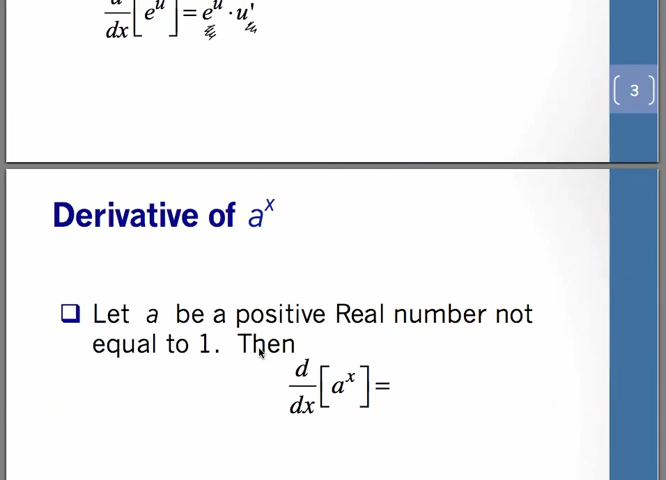 d/dx[e^u] = e^u · u'
3
Derivative of a^x
Let a be a positive Real number not
equal to 1. Then
d/dx[a^x] =